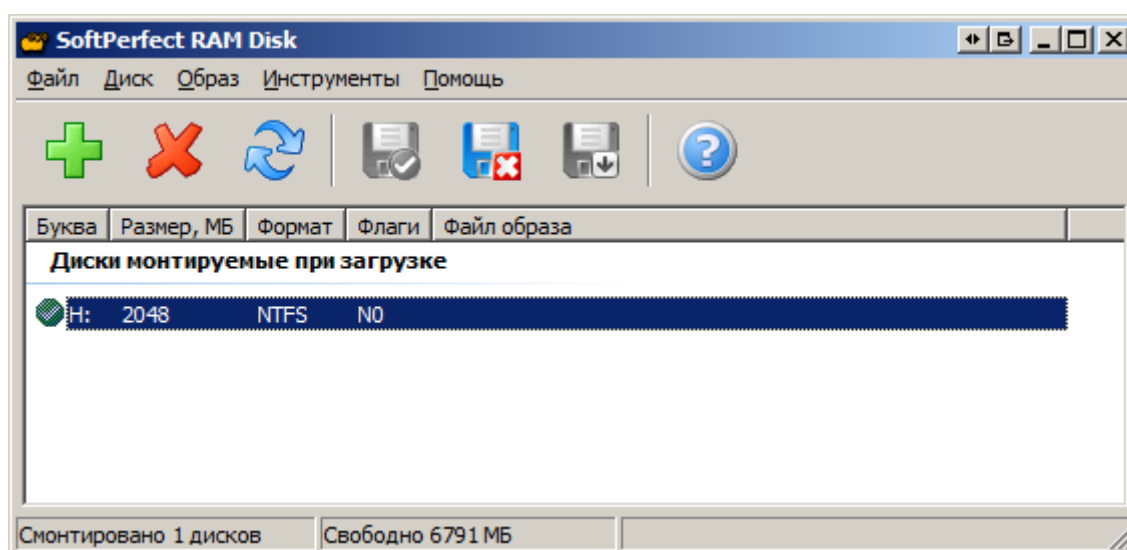 SoftPerfect RAM Disk
Файл Диск Образ Инструменты Помощь
Буква Размер, МБ Формат Флаги Файл образа
Диски монтируемые при загрузке
H: 2048 NTFS N0
Смонтировано 1 дисков Свободно 6791 МБ